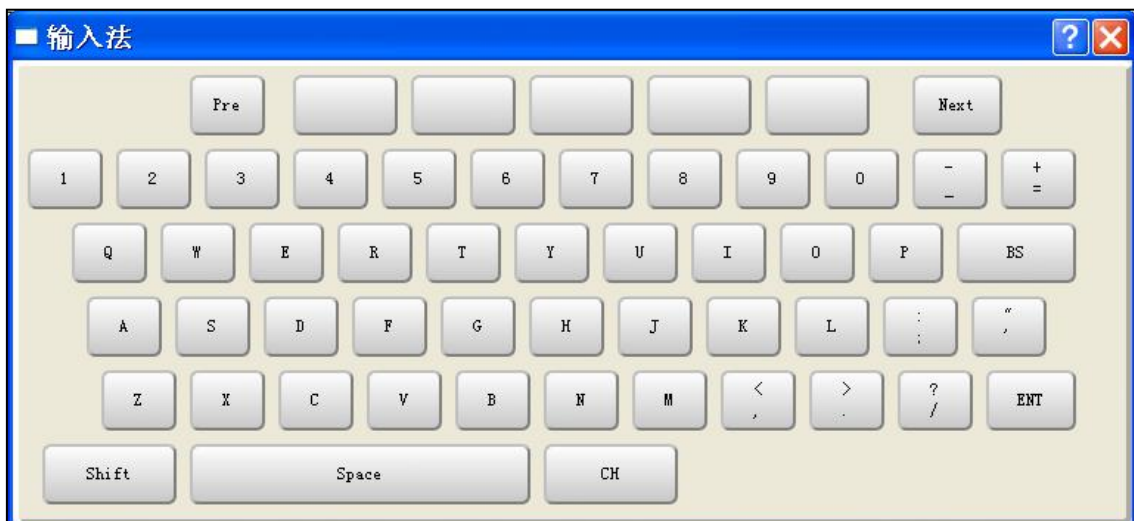 输入法
Pre Next
1 2 3 4 5 6 7 8 9 0 - +
_ =
Q W E R T Y U I O P BS
A S D F G H J K L : "
; ,
Z X C V B N M < > ? ENT
, . /
Shift Space CH